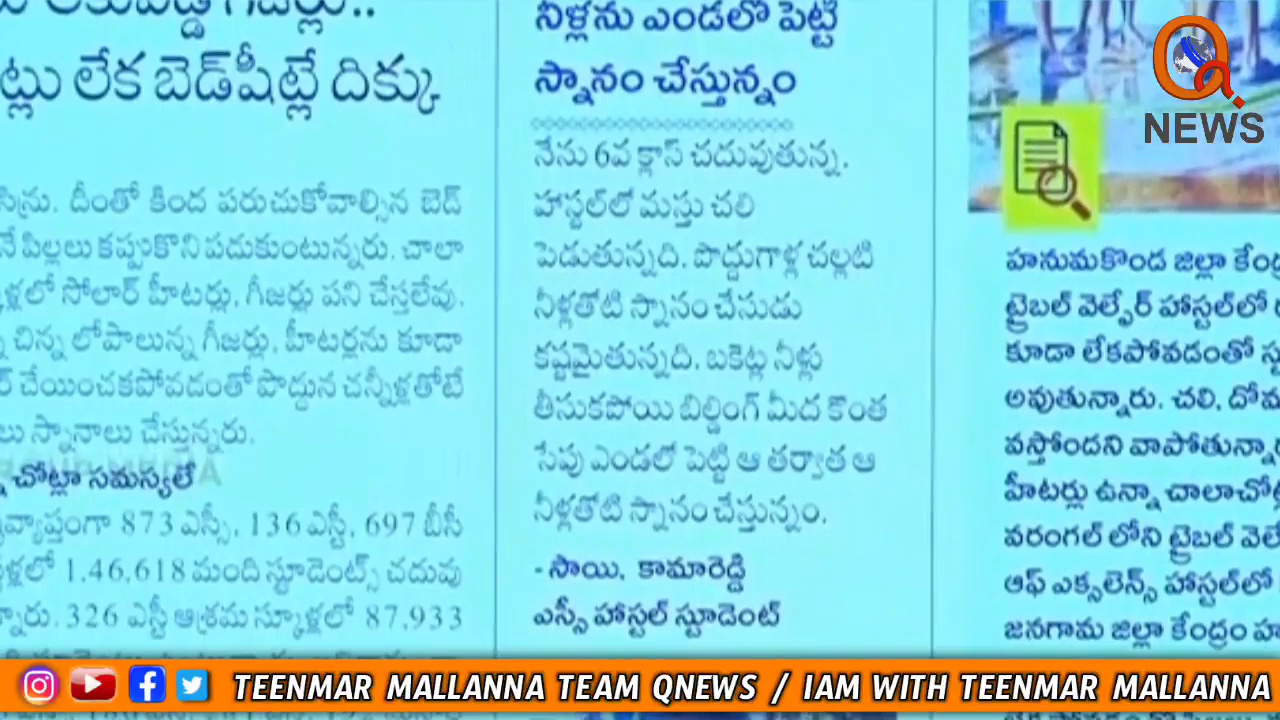 ట్లు లేక బెడ్‌షీట్లే దిక్కు
దీంతో కింద పరుచుకోవాల్సిన బెడ్
పిల్లలు కప్పుకొని పడుకుంటున్నరు. చాలా
సోలార్ హీటర్లు, గీజర్లు పని చేస్తలేవు.
చిన్న లోపాలున్న గీజర్లు, హీటర్లను కూడా
చేయించకపోవడంతో పొద్దున చన్నీళ్లతోటే
స్నానాలు చేస్తున్నరు.
చోట్లా సమస్యలే
వ్యాప్తంగా 873 ఎస్సీ, 136 ఎస్టీ, 697 బీసీ
1,46,618 మంది స్టూడెంట్స్ చదువు
326 ఎస్టీ ఆశ్రమ స్కూళ్లలో 87,933
నీళ్లను ఎండలో పెట్టి
స్నానం చేస్తున్నం
నేను 6వ క్లాస్ చదువుతున్న.
హాస్టల్‌లో మస్తు చలి
పెడుతున్నది. పొద్దుగాళ్ల చల్లటి
నీళ్లతోటి స్నానం చేసుడు
కష్టమైతున్నది. బకెట్ల నీళ్లు
తీసుకపోయి బిల్డింగ్ మీద కొంత
సేపు ఎండలో పెట్టి ఆ తర్వాత ఆ
నీళ్లతోటి స్నానం చేస్తున్నం.
- సాయి, కామారెడ్డి
ఎస్సీ హాస్టల్ స్టూడెంట్
హనుమకొండ జిల్లా కేంద్ర
ట్రైబల్ వెల్ఫేర్ హాస్టల్‌లో
కూడా లేకపోవడంతో
అవుతున్నారు. చలి, దోమ
వస్తోందని వాపోతున్నా
హీటర్లు ఉన్నా చాలాచో
వరంగల్ లోని ట్రైబల్ వెల్
ఆఫ్ ఎక్సలెన్స్ హాస్టల్‌లో
జనగామ జిల్లా కేంద్రం
Q
NEWS
TEENMAR MALLANNA TEAM QNEWS / IAM WITH TEENMAR MALLANNA